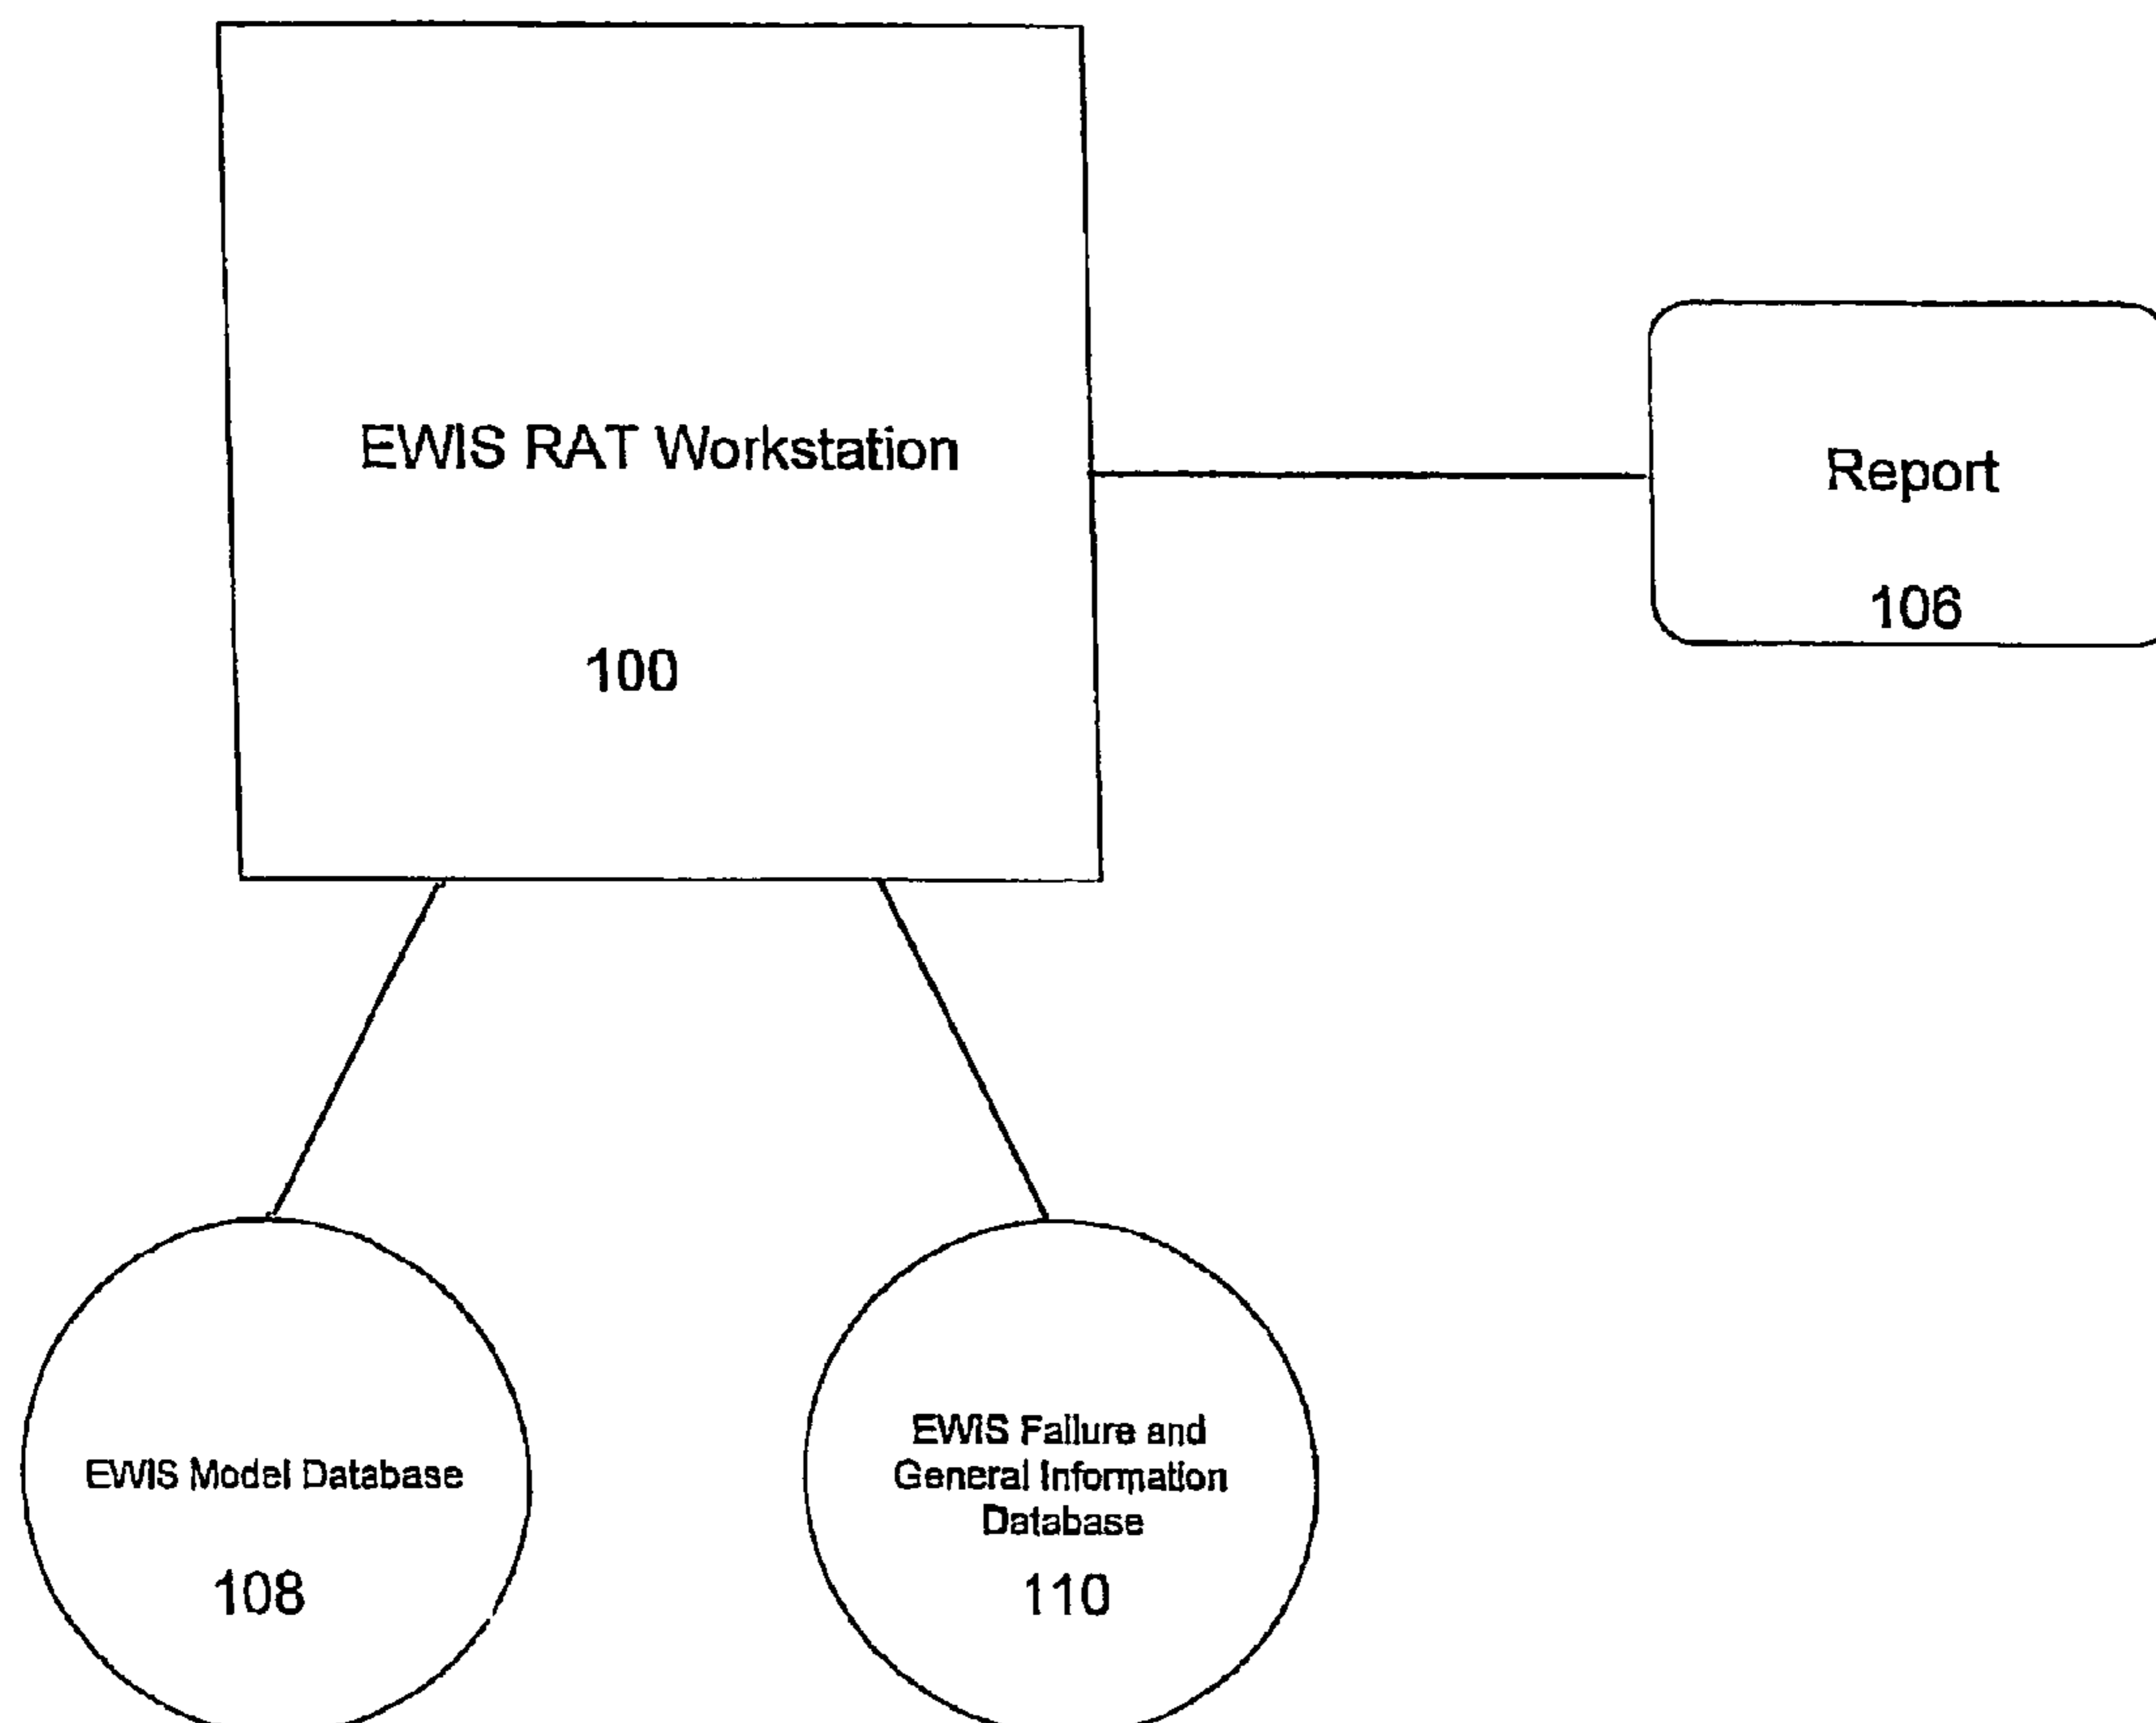 EWIS RAT Workstation
100
Report
106
EWIS Model Database
108
EWIS Failure and
General Information
Database
110